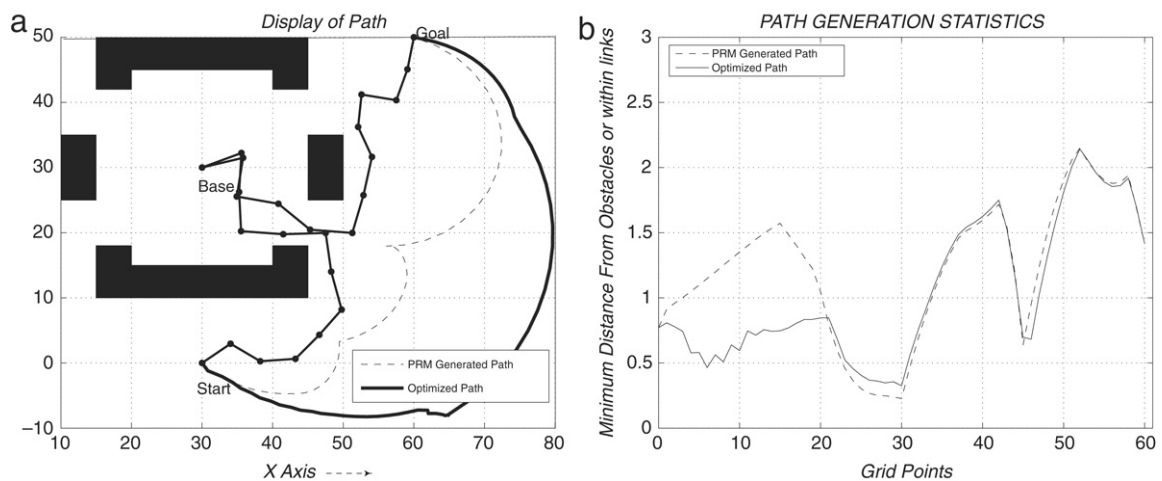 a
Display of Path
50
40
30
20
10
0
−10
Goal
Base
Start
PRM Generated Path
Optimized Path
10 20 30 40 50 60 70 80
X Axis
b
PATH GENERATION STATISTICS
Minimum Distance From Obstacles or within links
3
2.5
2
1.5
1
0.5
0
PRM Generated Path
Optimized Path
0 10 20 30 40 50 60
Grid Points